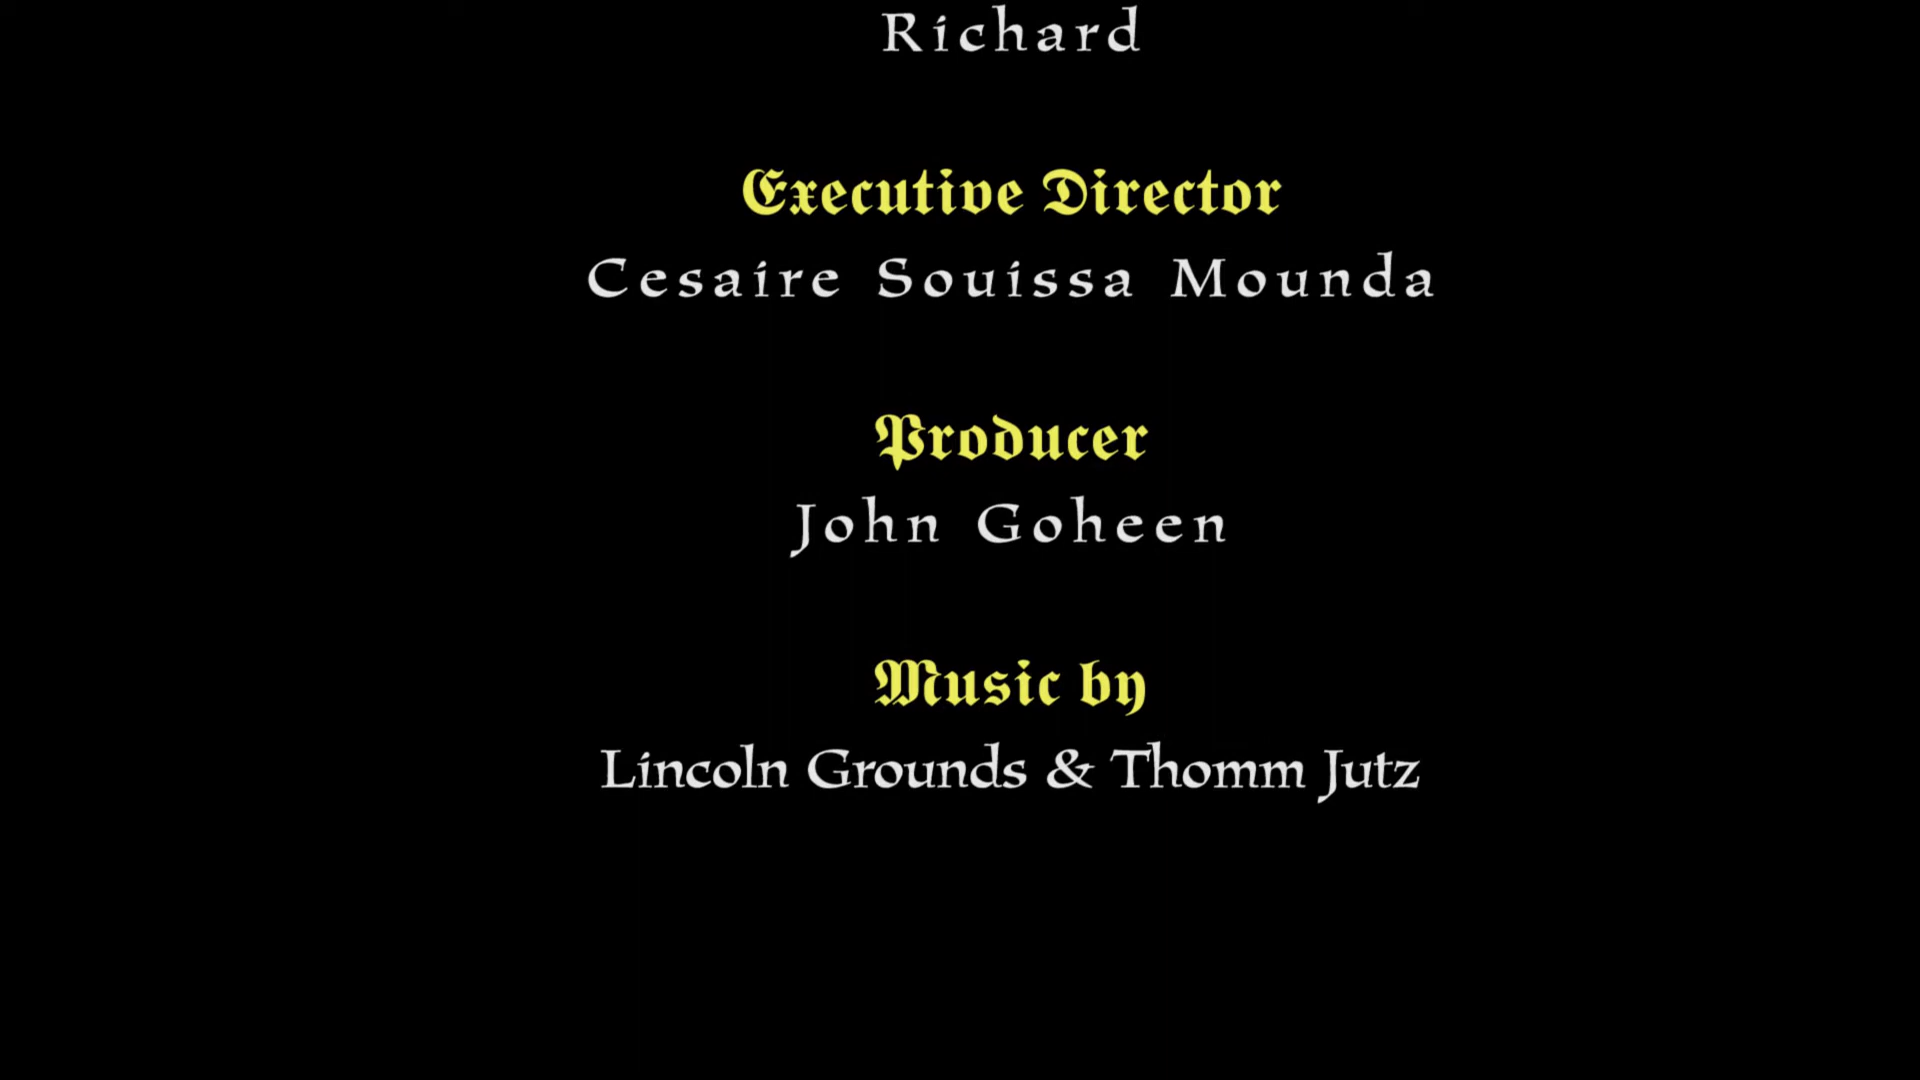 Richard
Executive Director
Cesaire Souissa Mounda
Producer
John Goheen
Music by
Lincoln Grounds & Thomm Jutz